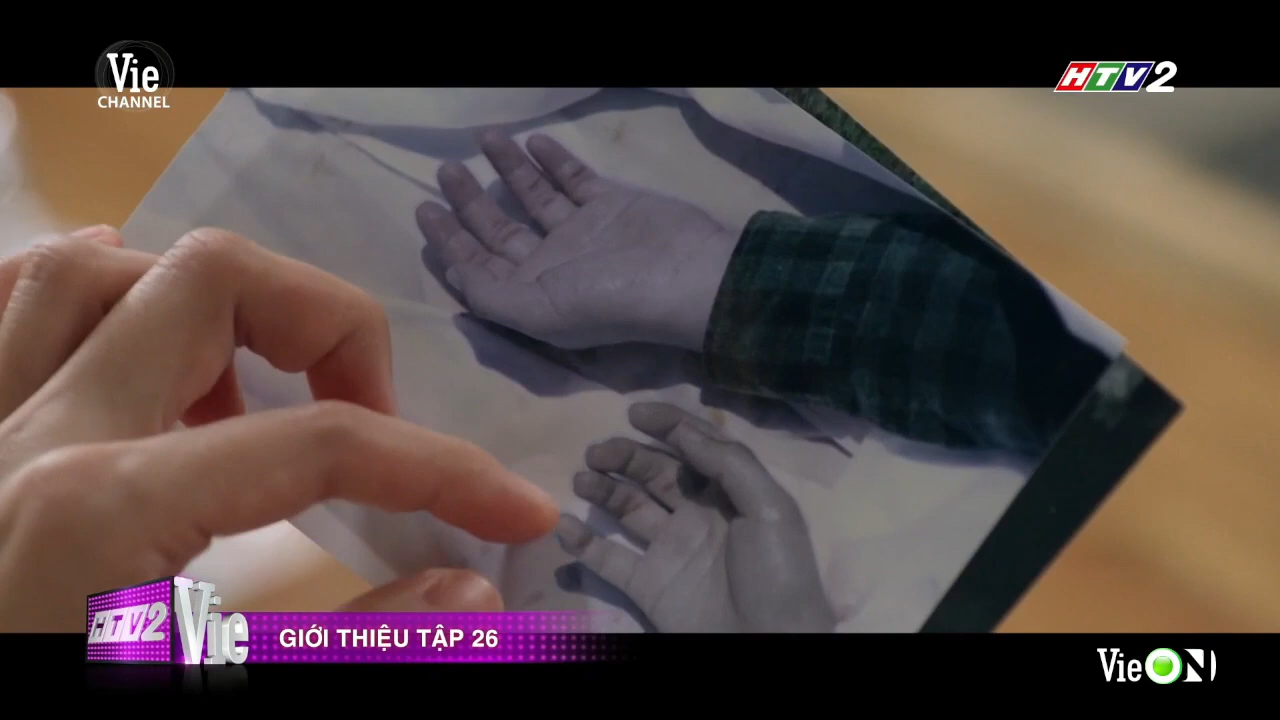 Vie
CHANNEL
HTV2
HTV2 Vie
GIỚI THIỆU TẬP 26
VieON